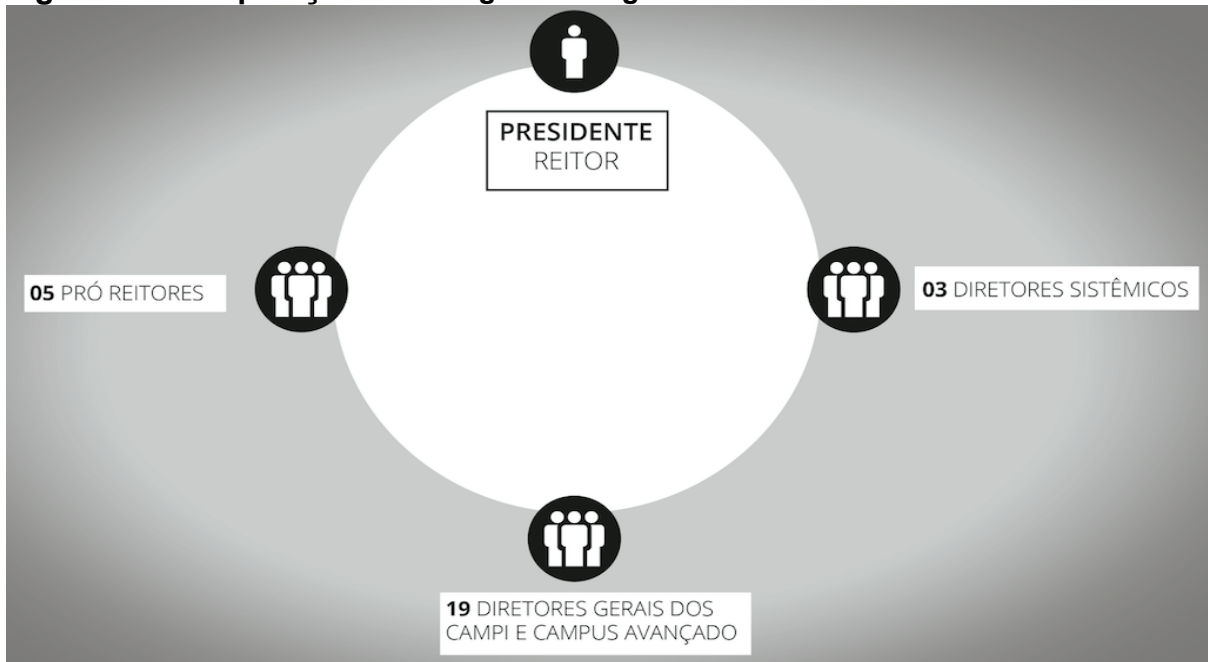 PRESIDENTE
REITOR
05 PRÓ REITORES
03 DIRETORES SISTÊMICOS
19 DIRETORES GERAIS DOS
CAMPI E CAMPUS AVANÇADO